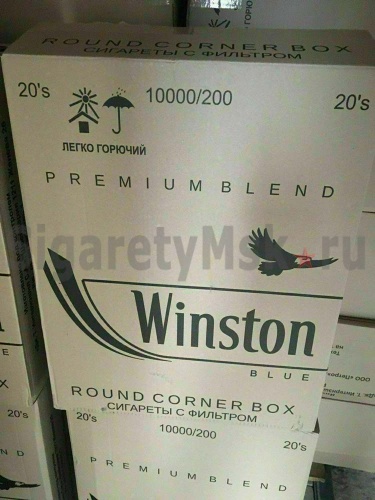 ROUND CORNER BOX
СИГАРЕТЫ С ФИЛЬТРОМ
20's 10000/200 20's
ЛЕГКО ГОРЮЧИЙ
PREMIUM BLEND
SigaretyMsk.ru
Winston
BLUE
ROUND CORNER BOX
СИГАРЕТЫ С ФИЛЬТРОМ
20's 10000/200 20's
PREMIUM BLEND
20's